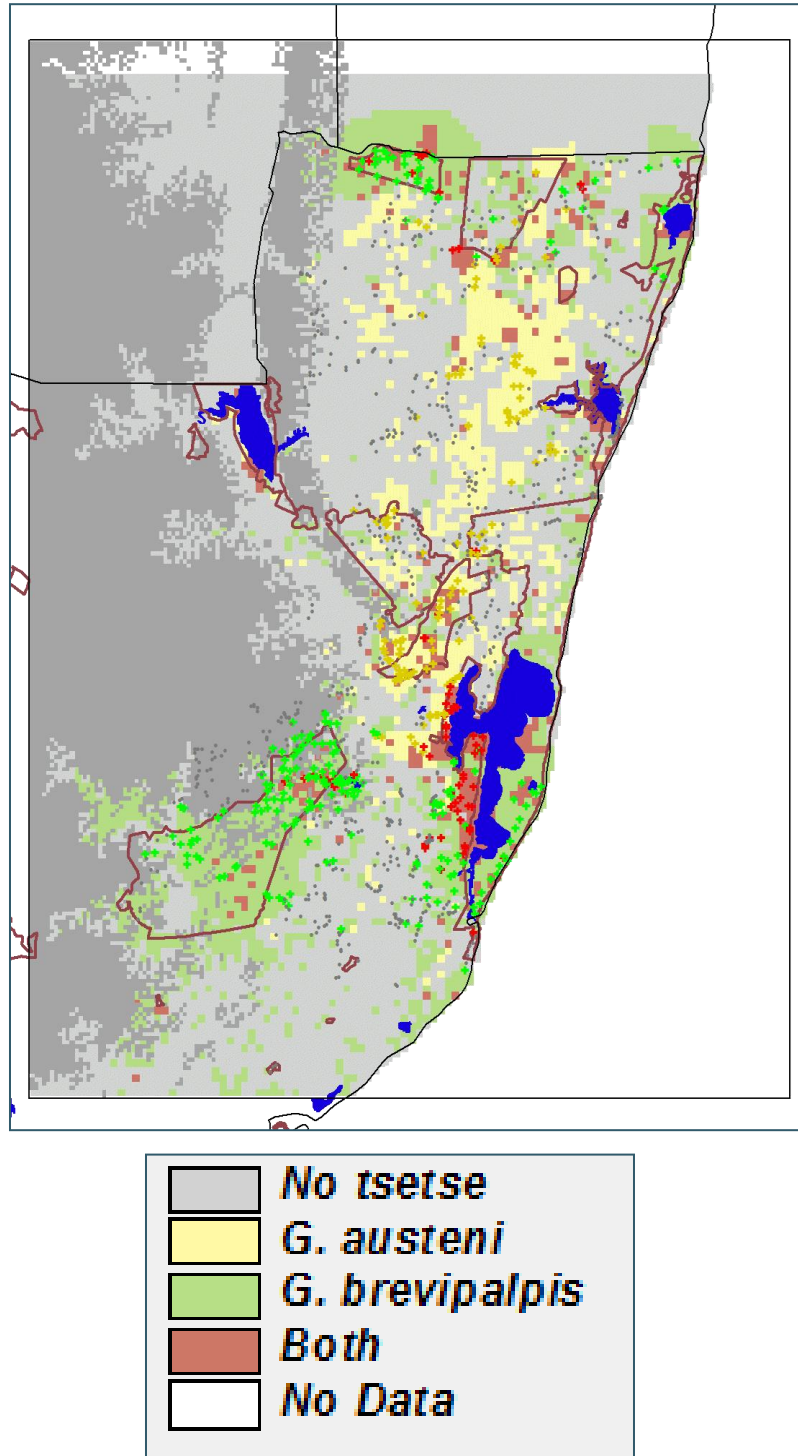 No tsetse
G. austeni
G. brevipalpis
Both
No Data